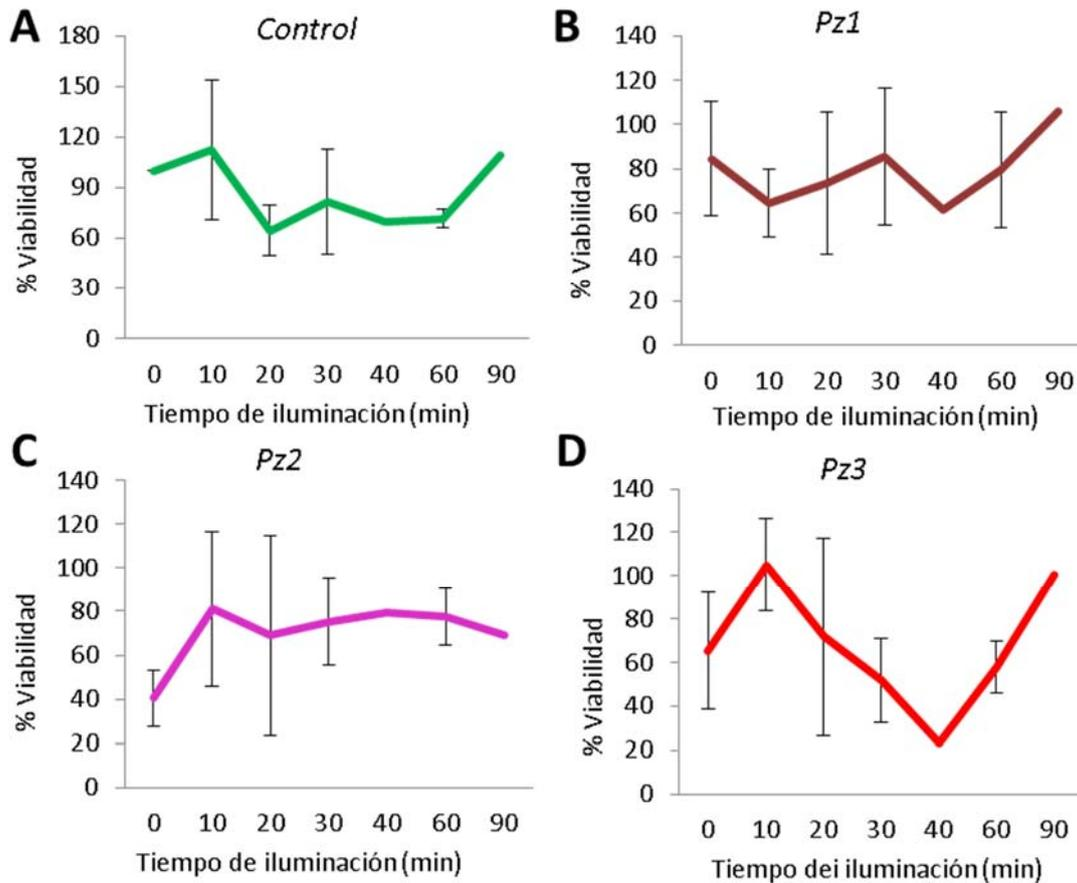 A
Control
180
150
120
90
60
30
0
% Viabilidad
0 10 20 30 40 60 90
Tiempo de iluminación (min)
B
Pz1
140
120
100
80
60
40
20
0
% Viabilidad
0 10 20 30 40 60 90
Tiempo de iluminación (min)
C
Pz2
140
120
100
80
60
40
20
0
% Viabilidad
0 10 20 30 40 60 90
Tiempo de iluminación (min)
D
Pz3
140
120
100
80
60
40
20
0
% Viabilidad
0 10 20 30 40 60 90
Tiempo dei iluminación (min)